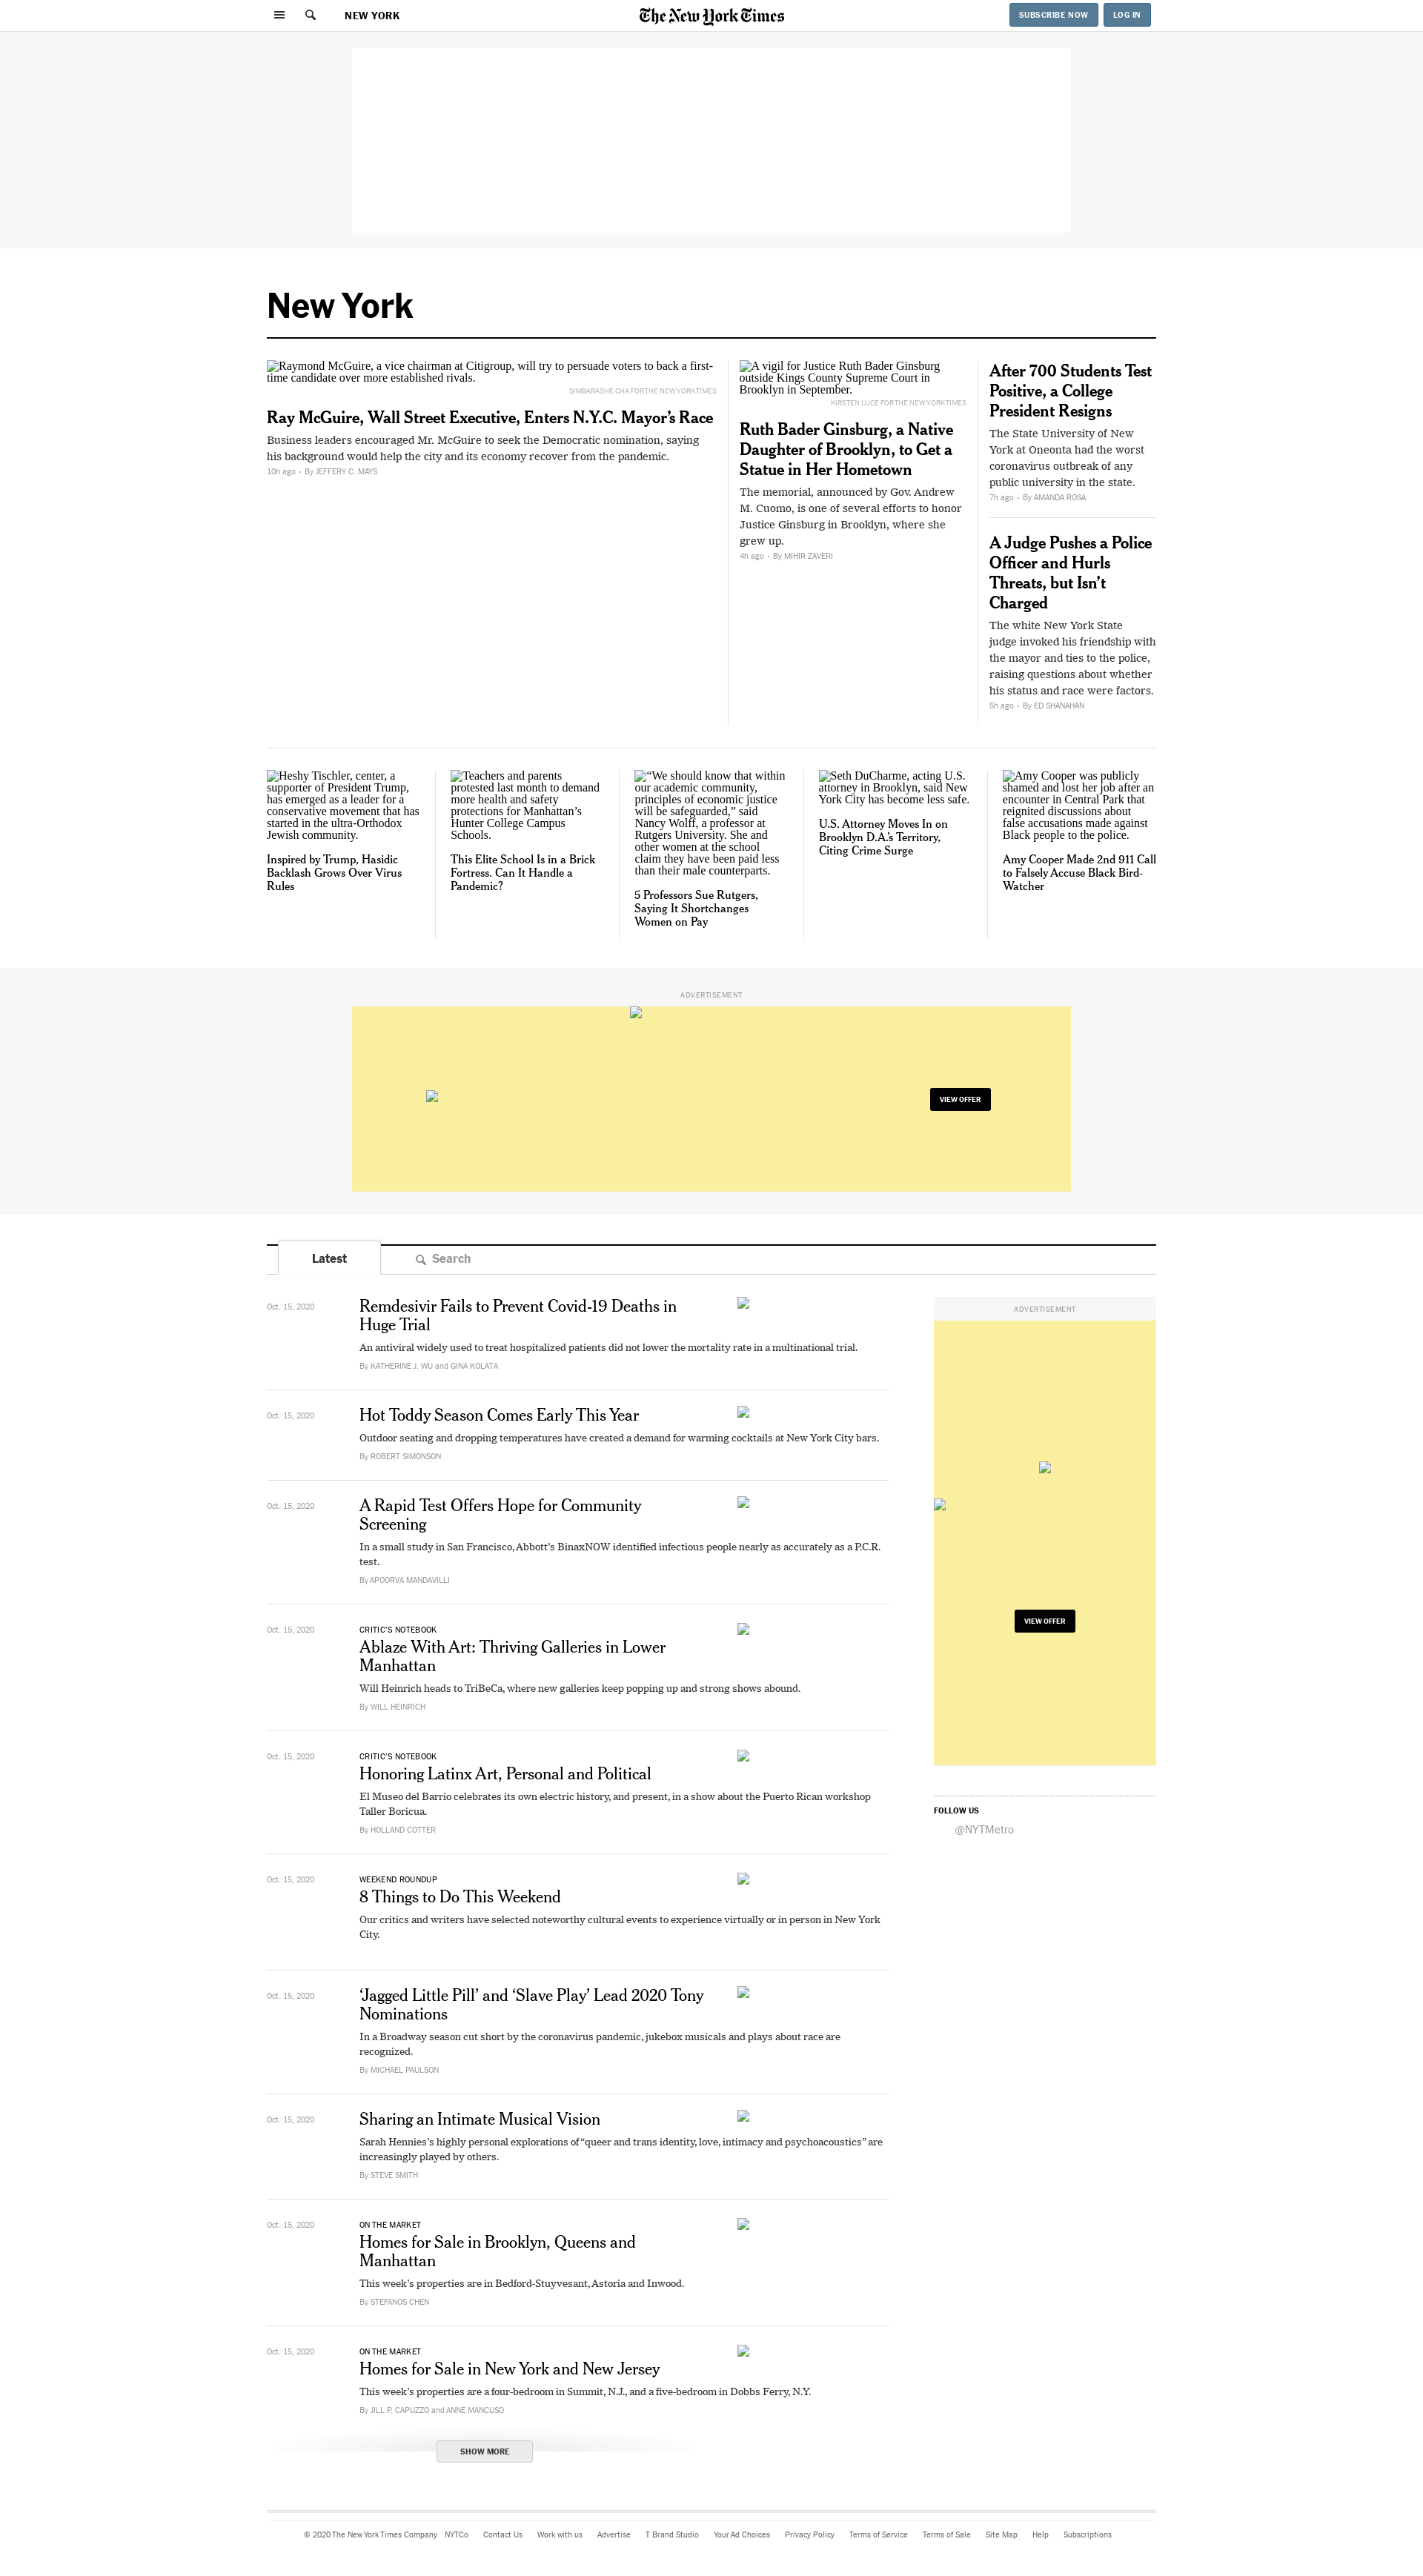 NEW YORK
The New York Times
SUBSCRIBE NOW
LOG IN
New York
Raymond McGuire, a vice chairman at Citigroup, will try to persuade voters to back a first-
time candidate over more established rivals.
SIMBARASHE CHA FOR THE NEW YORK TIMES
Ray McGuire, Wall Street Executive, Enters N.Y.C. Mayor’s Race
Business leaders encouraged Mr. McGuire to seek the Democratic nomination, saying
his background would help the city and its economy recover from the pandemic.
10h ago • By JEFFERY C. MAYS
A vigil for Justice Ruth Bader Ginsburg
outside Kings County Supreme Court in
Brooklyn in September.
KIRSTEN LUCE FOR THE NEW YORK TIMES
Ruth Bader Ginsburg, a Native
Daughter of Brooklyn, to Get a
Statue in Her Hometown
The memorial, announced by Gov. Andrew
M. Cuomo, is one of several efforts to honor
Justice Ginsburg in Brooklyn, where she
grew up.
4h ago • By MIHIR ZAVERI
After 700 Students Test
Positive, a College
President Resigns
The State University of New
York at Oneonta had the worst
coronavirus outbreak of any
public university in the state.
7h ago • By AMANDA ROSA
A Judge Pushes a Police
Officer and Hurls
Threats, but Isn’t
Charged
The white New York State
judge invoked his friendship with
the mayor and ties to the police,
raising questions about whether
his status and race were factors.
5h ago • By ED SHANAHAN
Heshy Tischler, center, a
supporter of President Trump,
has emerged as a leader for a
conservative movement that has
started in the ultra-Orthodox
Jewish community.
Inspired by Trump, Hasidic
Backlash Grows Over Virus
Rules
Teachers and parents
protested last month to demand
more health and safety
protections for Manhattan’s
Hunter College Campus
Schools.
This Elite School Is in a Brick
Fortress. Can It Handle a
Pandemic?
“We should know that within
our academic community,
principles of economic justice
will be safeguarded,” said
Nancy Wolff, a professor at
Rutgers University. She and
other women at the school
claim they have been paid less
than their male counterparts.
5 Professors Sue Rutgers,
Saying It Shortchanges
Women on Pay
Seth DuCharme, acting U.S.
attorney in Brooklyn, said New
York City has become less safe.
U.S. Attorney Moves In on
Brooklyn D.A.’s Territory,
Citing Crime Surge
Amy Cooper was publicly
shamed and lost her job after an
encounter in Central Park that
reignited discussions about
false accusations made against
Black people to the police.
Amy Cooper Made 2nd 911 Call
to Falsely Accuse Black Bird-
Watcher
ADVERTISEMENT
VIEW OFFER
Latest
Search
Oct. 15, 2020
Remdesivir Fails to Prevent Covid-19 Deaths in
Huge Trial
An antiviral widely used to treat hospitalized patients did not lower the mortality rate in a multinational trial.
By KATHERINE J. WU and GINA KOLATA
Oct. 15, 2020
Hot Toddy Season Comes Early This Year
Outdoor seating and dropping temperatures have created a demand for warming cocktails at New York City bars.
By ROBERT SIMONSON
Oct. 15, 2020
A Rapid Test Offers Hope for Community
Screening
In a small study in San Francisco, Abbott’s BinaxNOW identified infectious people nearly as accurately as a P.C.R.
test.
By APOORVA MANDAVILLI
Oct. 15, 2020
CRITIC’S NOTEBOOK
Ablaze With Art: Thriving Galleries in Lower
Manhattan
Will Heinrich heads to TriBeCa, where new galleries keep popping up and strong shows abound.
By WILL HEINRICH
Oct. 15, 2020
CRITIC’S NOTEBOOK
Honoring Latinx Art, Personal and Political
El Museo del Barrio celebrates its own electric history, and present, in a show about the Puerto Rican workshop
Taller Boricua.
By HOLLAND COTTER
Oct. 15, 2020
WEEKEND ROUNDUP
8 Things to Do This Weekend
Our critics and writers have selected noteworthy cultural events to experience virtually or in person in New York
City.
Oct. 15, 2020
‘Jagged Little Pill’ and ‘Slave Play’ Lead 2020 Tony
Nominations
In a Broadway season cut short by the coronavirus pandemic, jukebox musicals and plays about race are
recognized.
By MICHAEL PAULSON
Oct. 15, 2020
Sharing an Intimate Musical Vision
Sarah Hennies’s highly personal explorations of “queer and trans identity, love, intimacy and psychoacoustics” are
increasingly played by others.
By STEVE SMITH
Oct. 15, 2020
ON THE MARKET
Homes for Sale in Brooklyn, Queens and
Manhattan
This week’s properties are in Bedford-Stuyvesant, Astoria and Inwood.
By STEFANOS CHEN
Oct. 15, 2020
ON THE MARKET
Homes for Sale in New York and New Jersey
This week’s properties are a four-bedroom in Summit, N.J., and a five-bedroom in Dobbs Ferry, N.Y.
By JILL P. CAPUZZO and ANNE MANCUSO
SHOW MORE
ADVERTISEMENT
VIEW OFFER
FOLLOW US
@NYTMetro
© 2020 The New York Times Company NYTCo Contact Us Work with us Advertise T Brand Studio Your Ad Choices Privacy Policy Terms of Service Terms of Sale Site Map Help Subscriptions